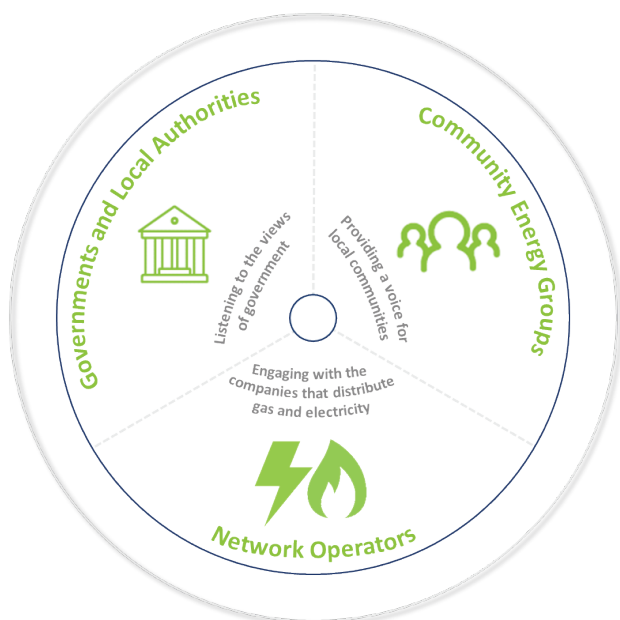 Governments and Local Authorities
Listening to the views
of government
Community Energy Groups
Providing a voice for
local communities
Engaging with the
companies that distribute
gas and electricity
Network Operators